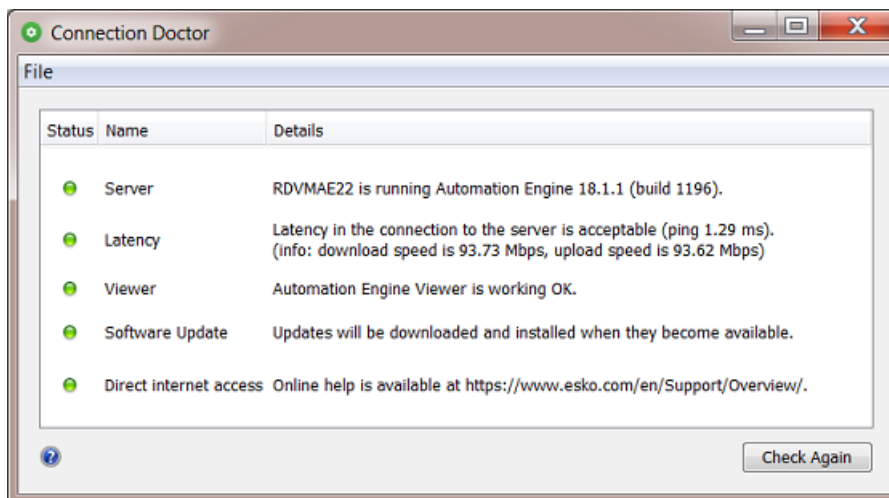 Connection Doctor
File
Status Name Details
Server RDVMAE22 is running Automation Engine 18.1.1 (build 1196).
Latency Latency in the connection to the server is acceptable (ping 1.29 ms).
(info: download speed is 93.73 Mbps, upload speed is 93.62 Mbps)
Viewer Automation Engine Viewer is working OK.
Software Update Updates will be downloaded and installed when they become available.
Direct internet access Online help is available at https://www.esko.com/en/Support/Overview/.
Check Again